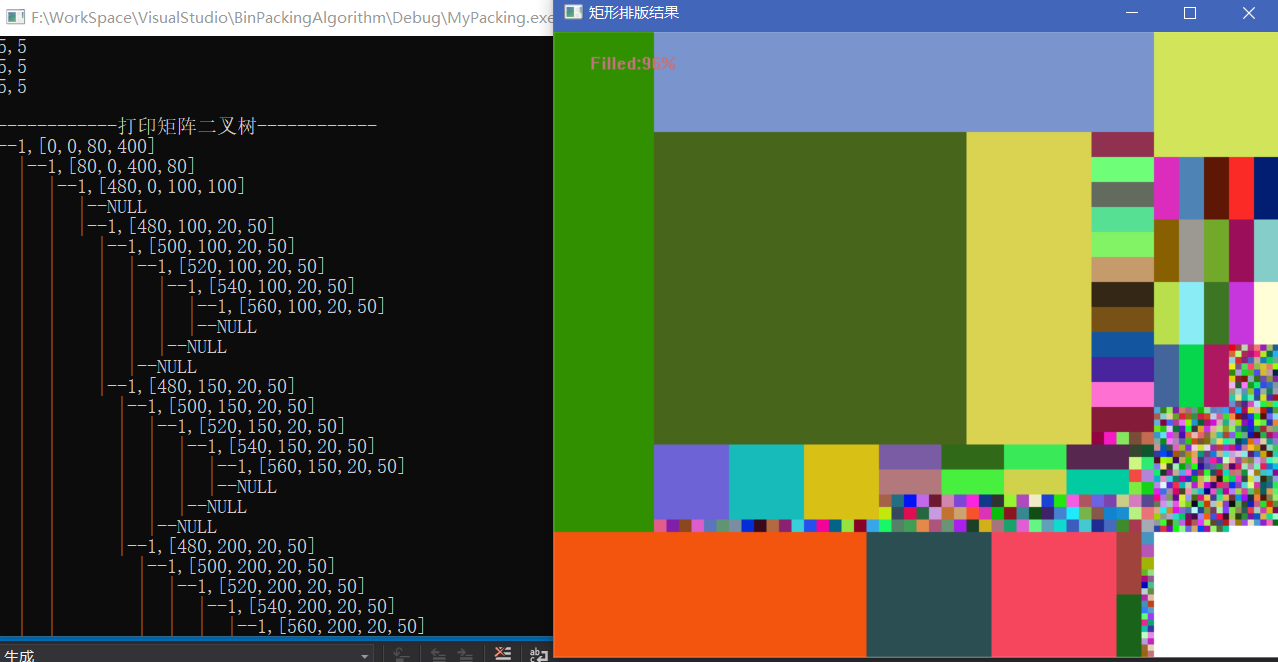 F:\WorkSpace\VisualStudio\BinPackingAlgorithm\Debug\MyPacking.exe
矩形排版结果
5,5
5,5
5,5
------------打印矩阵二叉树------------
--1,[0,0,80,400]
|--1,[80,0,400,80]
| |--1,[480,0,100,100]
| | |--NULL
| | |--1,[480,100,20,50]
| | | |--1,[500,100,20,50]
| | | | |--1,[520,100,20,50]
| | | | | |--1,[540,100,20,50]
| | | | | | |--1,[560,100,20,50]
| | | | | | |--NULL
| | | | | |--NULL
| | | | |--NULL
| | | |--1,[480,150,20,50]
| | | | |--1,[500,150,20,50]
| | | | | |--1,[520,150,20,50]
| | | | | | |--1,[540,150,20,50]
| | | | | | | |--1,[560,150,20,50]
| | | | | | | |--NULL
| | | | | | |--NULL
| | | | | |--NULL
| | | | |--1,[480,200,20,50]
| | | | | |--1,[500,200,20,50]
| | | | | | |--1,[520,200,20,50]
| | | | | | | |--1,[540,200,20,50]
| | | | | | | | |--1,[560,200,20,50]
Filled:96%
生成